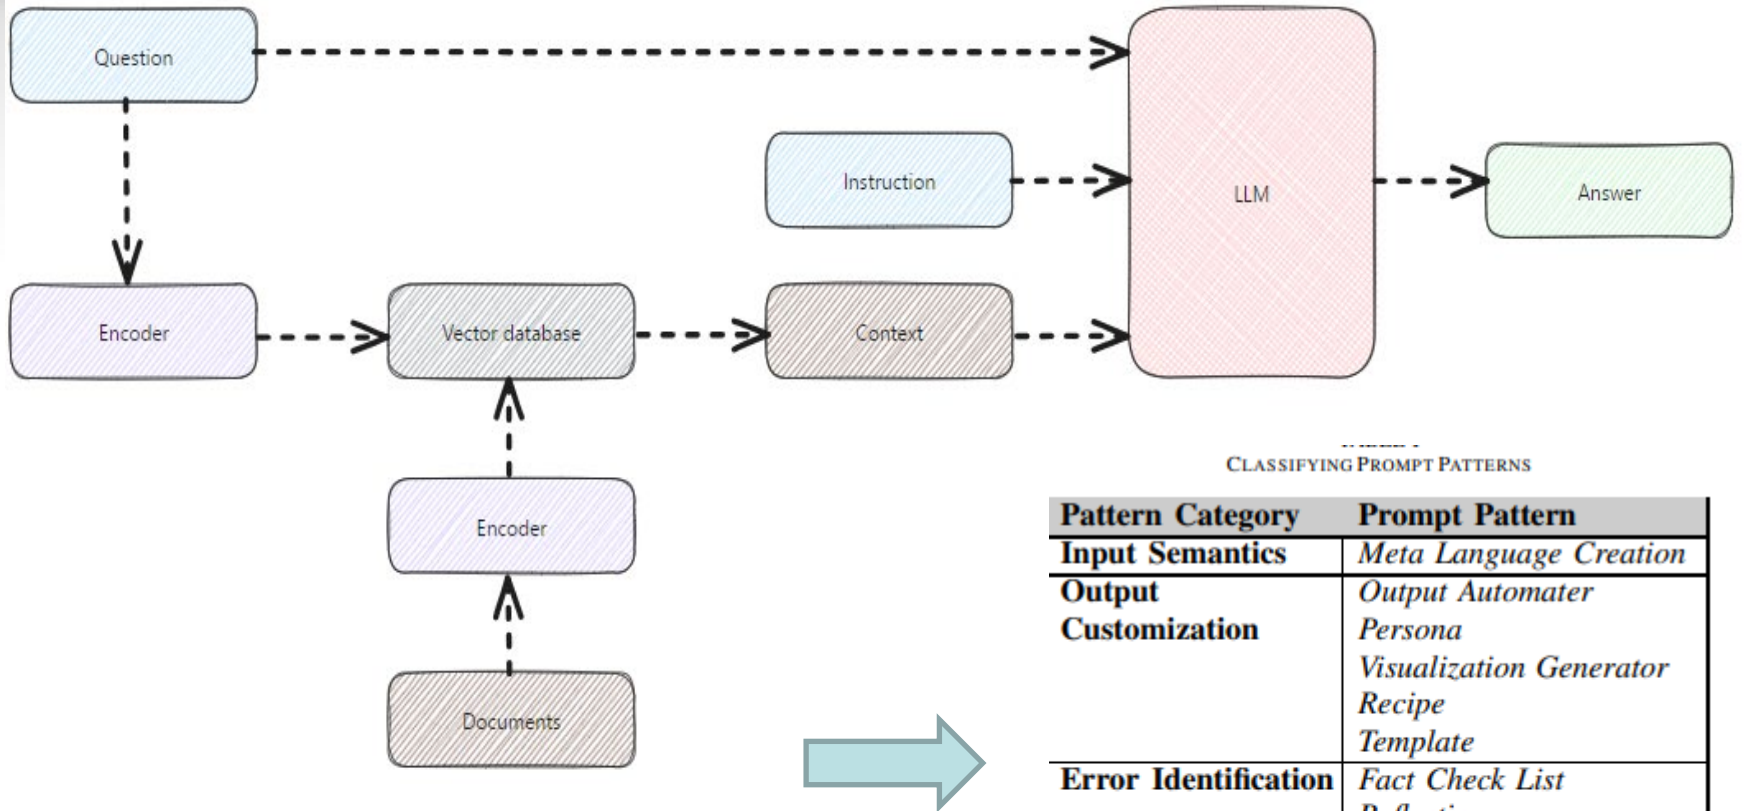 Question
Instruction
LLM
Answer
Encoder
Vector database
Context
Encoder
Documents
CLASSIFYING PROMPT PATTERNS
Pattern Category Prompt Pattern
Input Semantics Meta Language Creation
Output Output Automater
Customization Persona
Visualization Generator
Recipe
Template
Error Identification Fact Check List